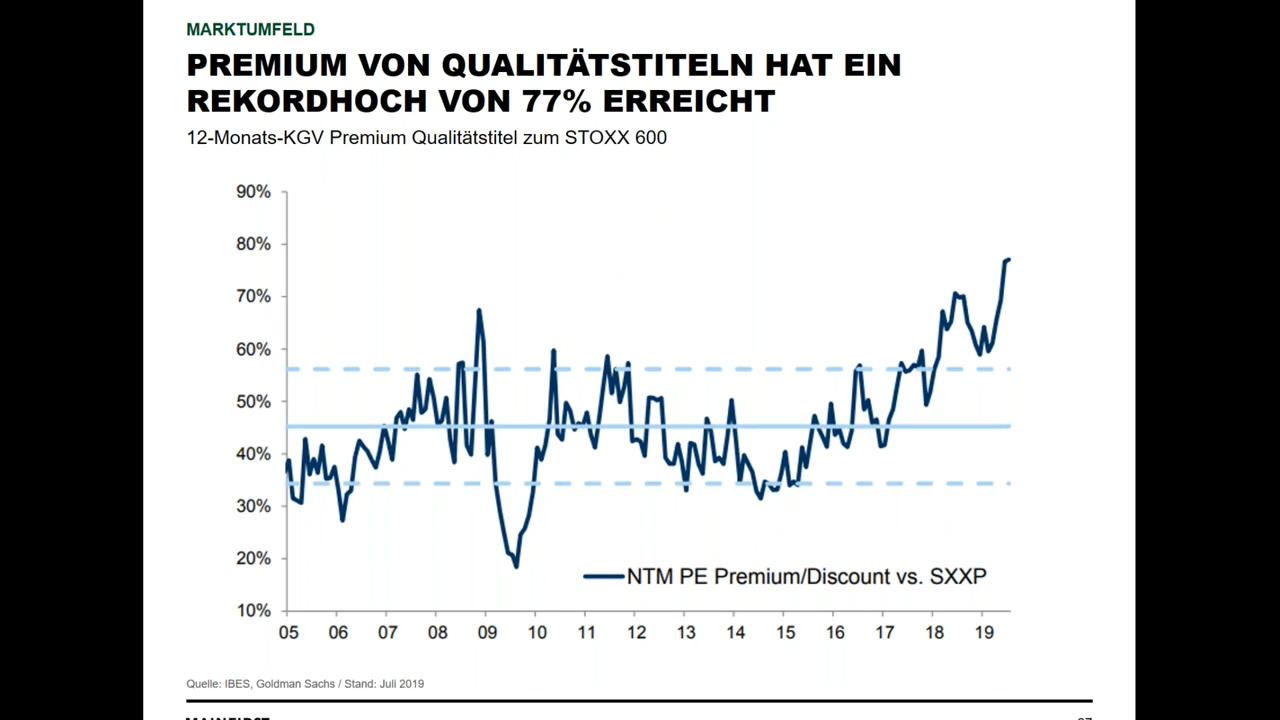 MARKTUMFELD
PREMIUM VON QUALITÄTSTITELN HAT EIN
REKORDHOCH VON 77% ERREICHT
12-Monats-KGV Premium Qualitätstitel zum STOXX 600
90%
80%
70%
60%
50%
40%
30%
20%
10%
NTM PE Premium/Discount vs. SXXP
05 06 07 08 09 10 11 12 13 14 15 16 17 18 19
Quelle: IBES, Goldman Sachs / Stand: Juli 2019
MAINFIRST